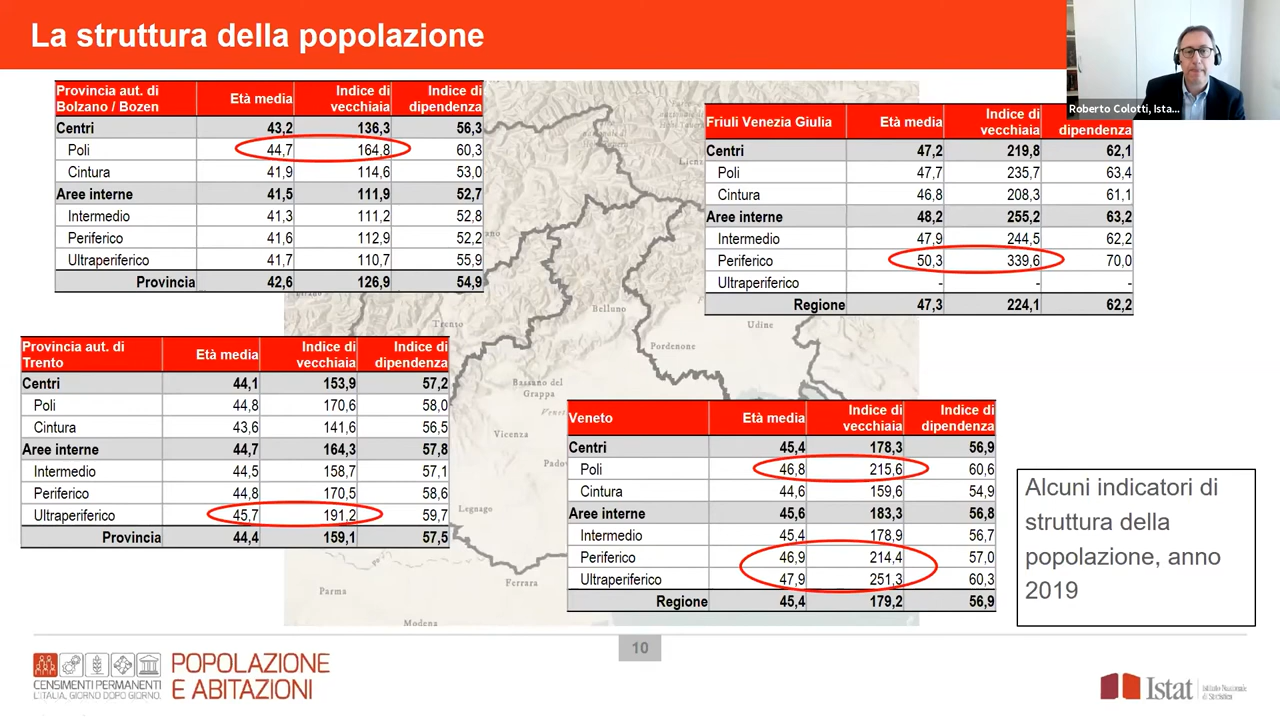 La struttura della popolazione
Roberto Colotti, Ista...
Provincia aut. di Bolzano / Bozen Età media Indice di vecchiaia Indice di dipendenza
Centri 43,2 136,3 56,3
Poli 44,7 164,8 60,3
Cintura 41,9 114,6 53,0
Aree interne 41,5 111,9 52,7
Intermedio 41,3 111,2 52,8
Periferico 41,6 112,9 52,2
Ultraperiferico 41,7 110,7 55,9
Provincia 42,6 126,9 54,9
Friuli Venezia Giulia Età media Indice di vecchiaia dipendenza
Centri 47,2 219,8 62,1
Poli 47,7 235,7 63,4
Cintura 46,8 208,3 61,1
Aree interne 48,2 255,2 63,2
Intermedio 47,9 244,5 62,2
Periferico 50,3 339,6 70,0
Ultraperiferico - - -
Regione 47,3 224,1 62,2
Provincia aut. di Trento Età media Indice di vecchiaia Indice di dipendenza
Centri 44,1 153,9 57,2
Poli 44,8 170,6 58,0
Cintura 43,6 141,6 56,5
Aree interne 44,7 164,3 57,8
Intermedio 44,5 158,7 57,1
Periferico 44,8 170,5 58,6
Ultraperiferico 45,7 191,2 59,7
Provincia 44,4 159,1 57,5
Veneto Età media Indice di vecchiaia Indice di dipendenza
Centri 45,4 178,3 56,9
Poli 46,8 215,6 60,6
Cintura 44,6 159,6 54,9
Aree interne 45,6 183,3 56,8
Intermedio 45,4 178,9 56,7
Periferico 46,9 214,4 57,0
Ultraperiferico 47,9 251,3 60,3
Regione 45,4 179,2 56,9
Trento
Belluno
Udine
Pordenone
Bassano del
Grappa
Vicenza
Legnago
Ferrara
Parma
Modena
Alcuni indicatori di
struttura della
popolazione, anno
2019
10
CENSIMENTI PERMANENTI
L'ITALIA, GIORNO DOPO GIORNO.
POPOLAZIONE
E ABITAZIONI
Istat
Istituto Nazionale
di Statistica